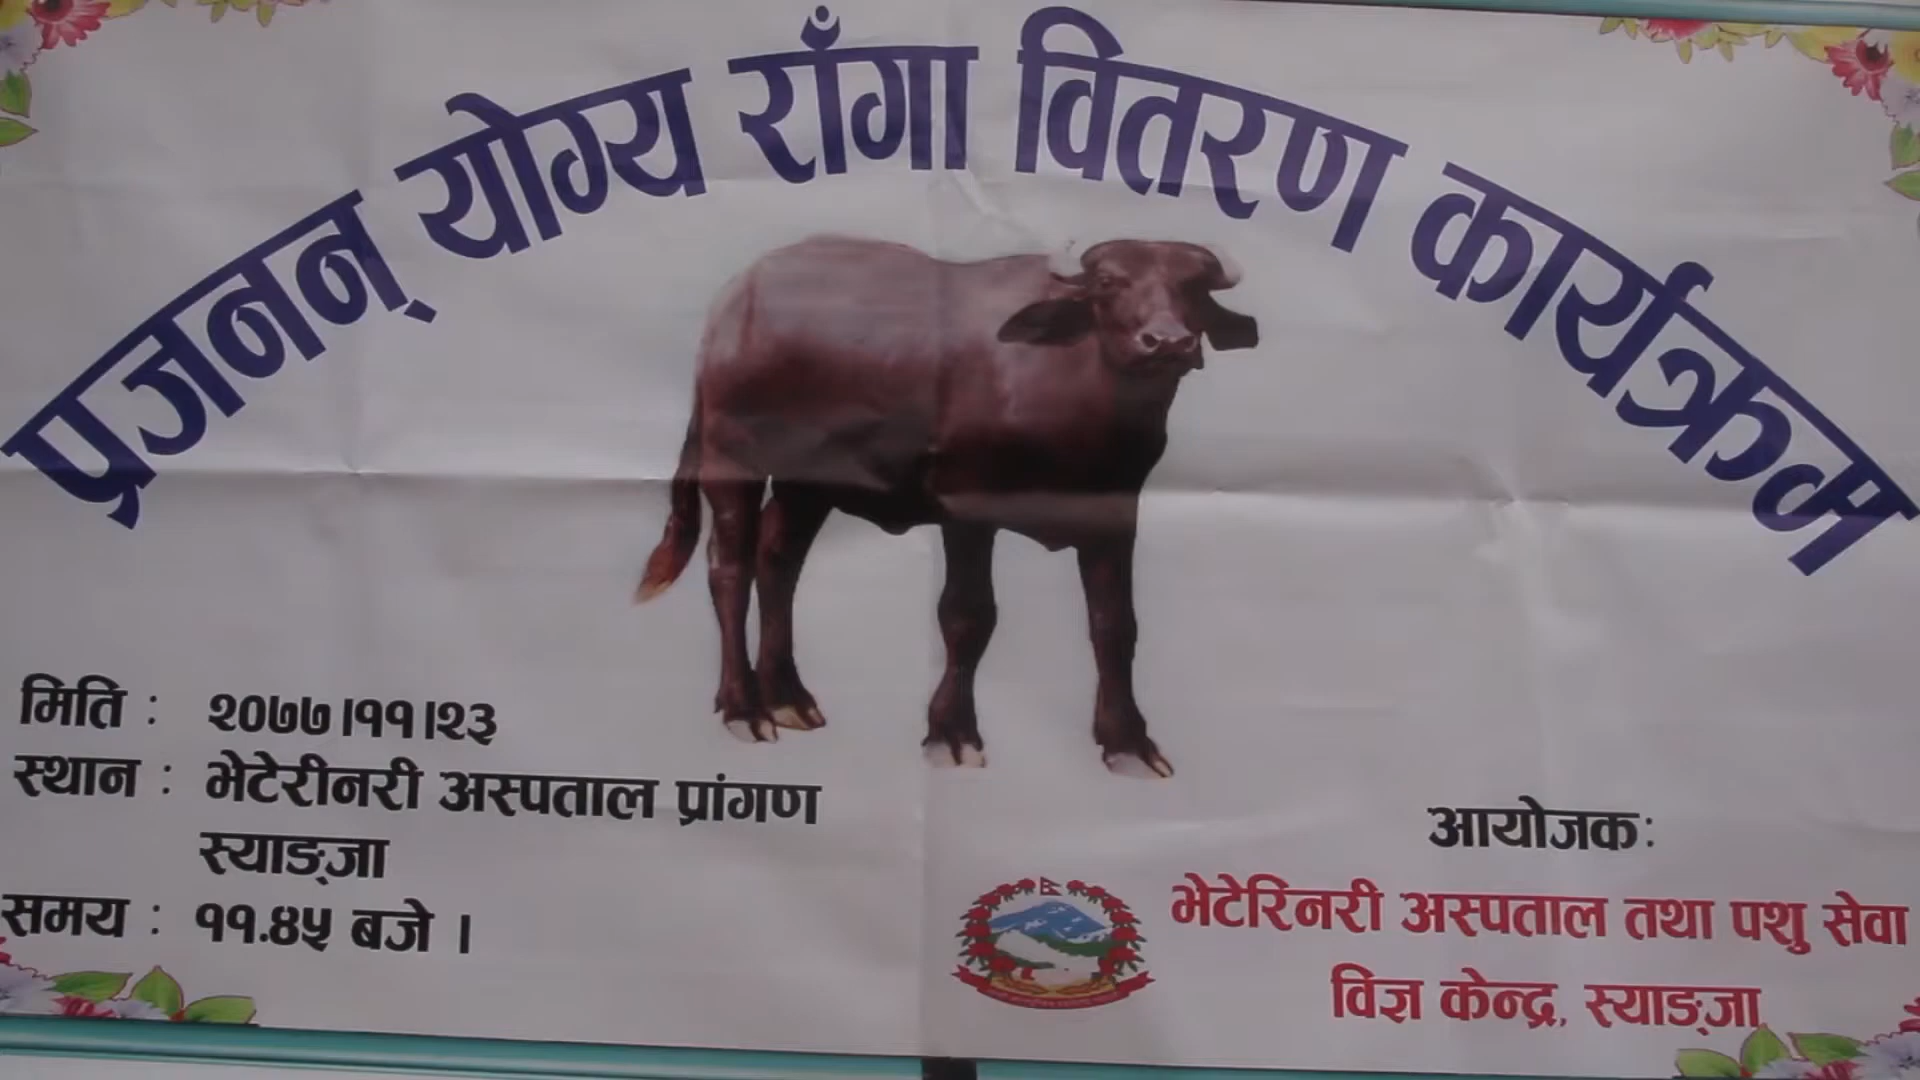 प्रजनन् योग्य राँगा वितरण कार्यक्रम
मिति : २०७७।११।२३
स्थान : भेटेरीनरी अस्पताल प्रांगण
स्याङ्जा
समय : ११.४५ बजे ।
आयोजक:
भेटेरिनरी अस्पताल तथा पशु सेवा
विज्ञ केन्द्र, स्याङ्जा